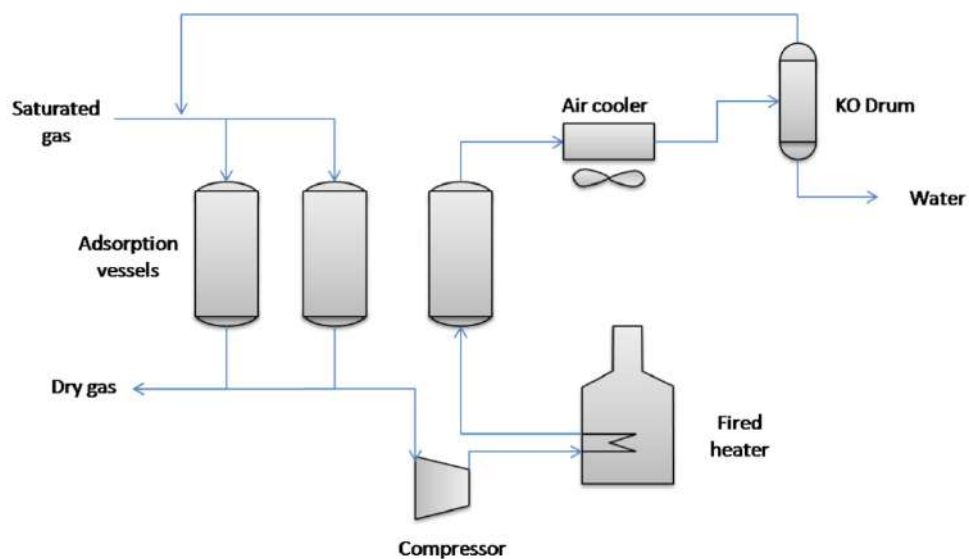 Saturated
gas
Air cooler
KO Drum
Water
Adsorption
vessels
Dry gas
Fired
heater
Compressor